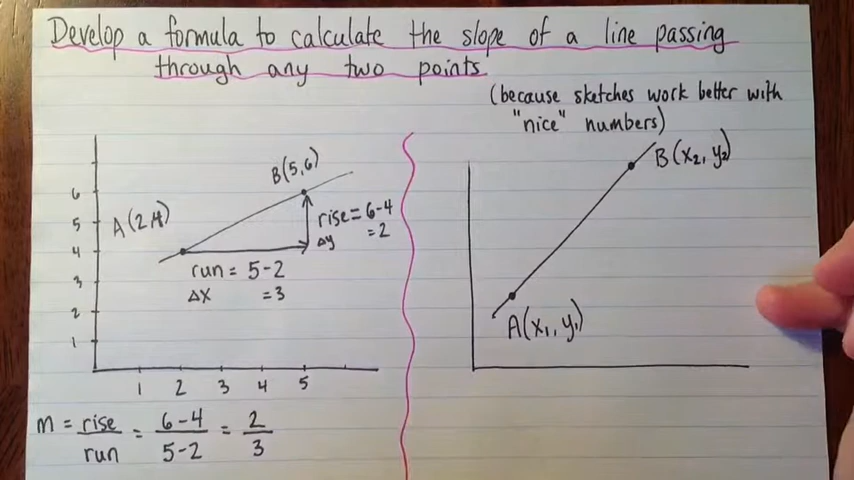 Develop a formula to calculate the slope of a line passing
through any two points
(because sketches work better with
"nice" numbers)
B(5,6)
A(2,4)
6
5
4
3
2
1
rise = 6-4
Δy = 2
run = 5-2
Δx = 3
1 2 3 4 5
m = rise/run = 6-4/5-2 = 2/3
B(x₂, y₂)
A(x₁, y₁)